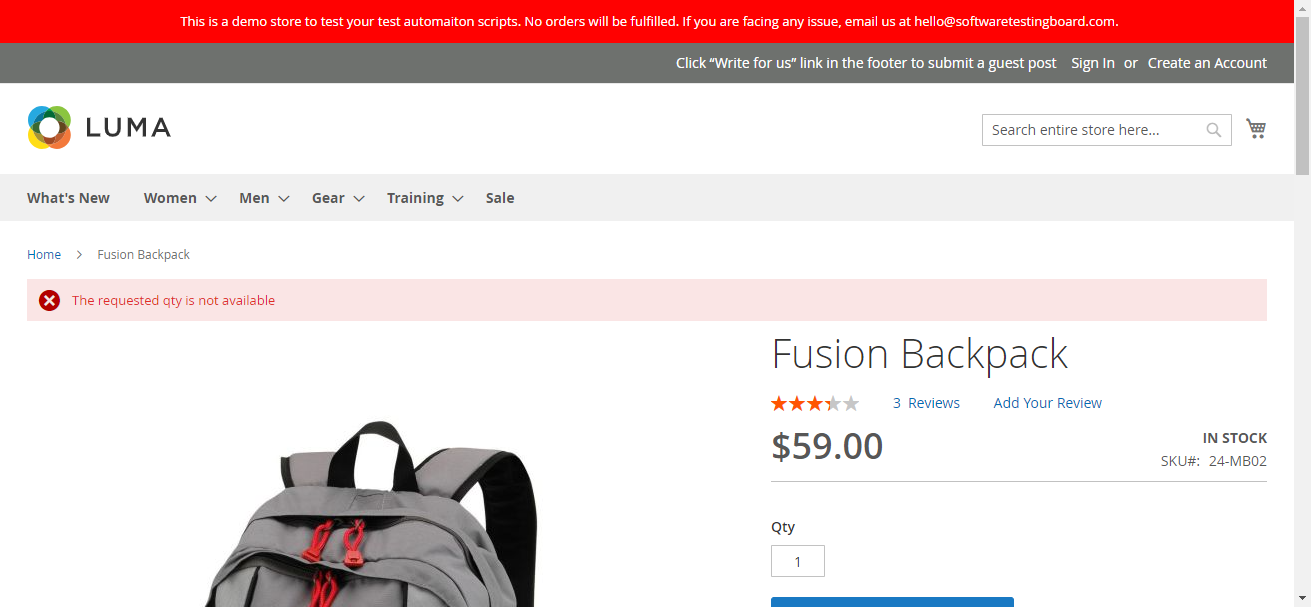 This is a demo store to test your test automaiton scripts. No orders will be fulfilled. If you are facing any issue, email us at hello@softwaretestingboard.com.
Click “Write for us” link in the footer to submit a guest post Sign In or Create an Account
LUMA
Search entire store here...
What's New Women Men Gear Training Sale
Home Fusion Backpack
The requested qty is not available
Fusion Backpack
3 Reviews Add Your Review
$59.00
IN STOCK
SKU#: 24-MB02
Qty
1